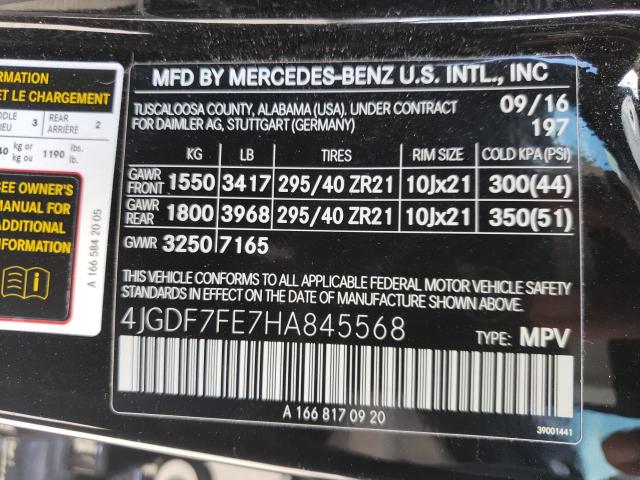 RMATION
ET LE CHARGEMENT
3 REAR 2
ARRIÈRE
kg or 1190 lbs.
kg ou lb.
SEE OWNER'S
MANUAL FOR
ADDITIONAL
INFORMATION
A 166 584 20 05
MFD BY MERCEDES-BENZ U.S. INTL., INC
TUSCALOOSA COUNTY, ALABAMA (USA). UNDER CONTRACT 09/16
FOR DAIMLER AG, STUTTGART (GERMANY) 197
KG LB TIRES RIM SIZE COLD KPA(PSI)
GAWR FRONT 1550 3417 295/40 ZR21 10Jx21 300(44)
GAWR REAR 1800 3968 295/40 ZR21 10Jx21 350(51)
GVWR 3250 7165
THIS VEHICLE CONFORMS TO ALL APPLICABLE FEDERAL MOTOR VEHICLE SAFETY
STANDARDS IN EFFECT ON THE DATE OF MANUFACTURE SHOWN ABOVE.
4JGDF7FE7HA845568 TYPE: MPV
A 166 817 09 20
39001441